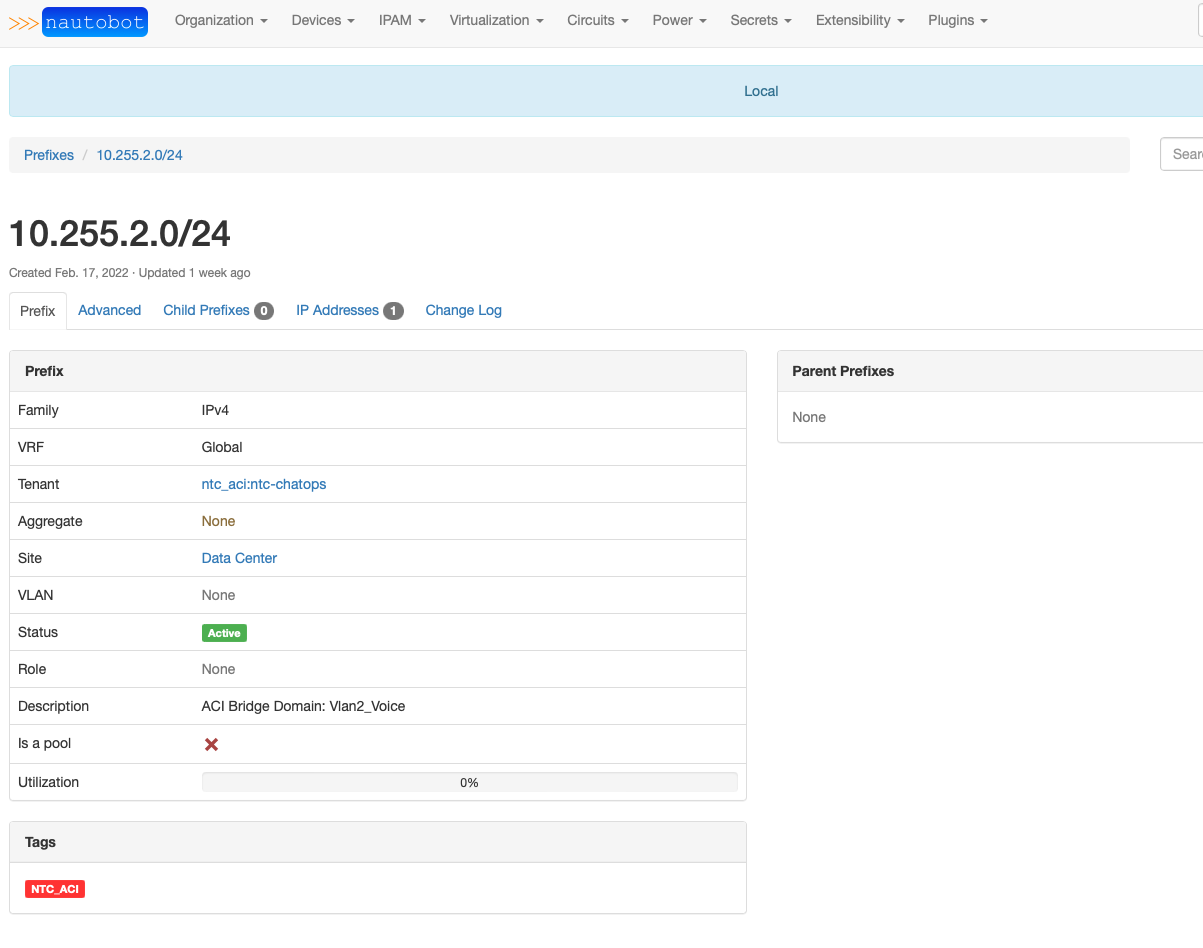 >>> nautobot Organization Devices IPAM Virtualization Circuits Power Secrets Extensibility Plugins
Local
Prefixes / 10.255.2.0/24
10.255.2.0/24
Created Feb. 17, 2022 · Updated 1 week ago
Prefix Advanced Child Prefixes 0 IP Addresses 1 Change Log
Prefix
Family IPv4
VRF Global
Tenant ntc_aci:ntc-chatops
Aggregate None
Site Data Center
VLAN None
Status Active
Role None
Description ACI Bridge Domain: Vlan2_Voice
Is a pool
Utilization 0%
Parent Prefixes
None
Tags
NTC_ACI